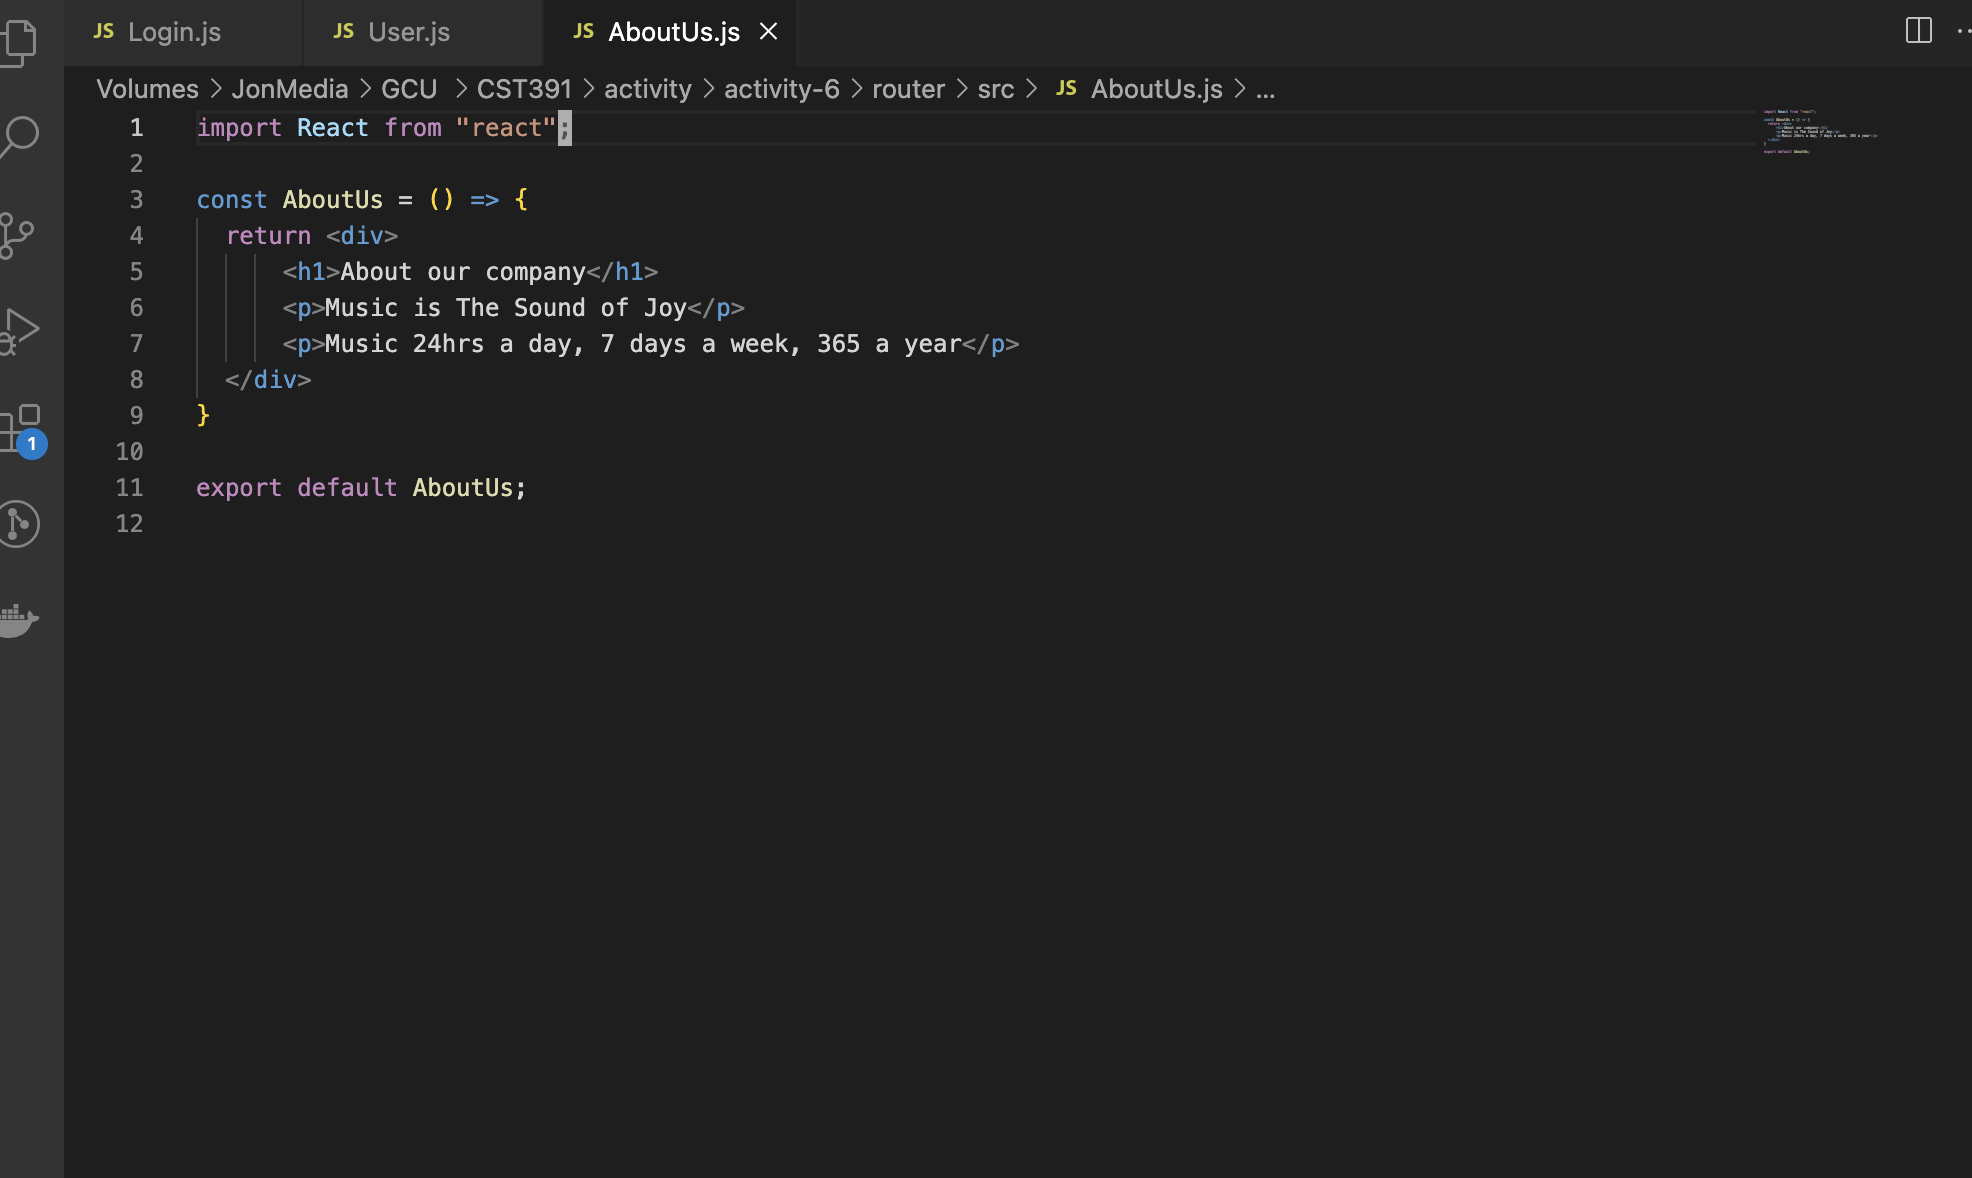 JS Login.js JS User.js JS AboutUs.js
Volumes > JonMedia > GCU > CST391 > activity > activity-6 > router > src > JS AboutUs.js > ...
1 import React from "react";
2
3 const AboutUs = () => {
4 return <div>
5 <h1>About our company</h1>
6 <p>Music is The Sound of Joy</p>
7 <p>Music 24hrs a day, 7 days a week, 365 a year</p>
8 </div>
9 }
10
11 export default AboutUs;
12
1